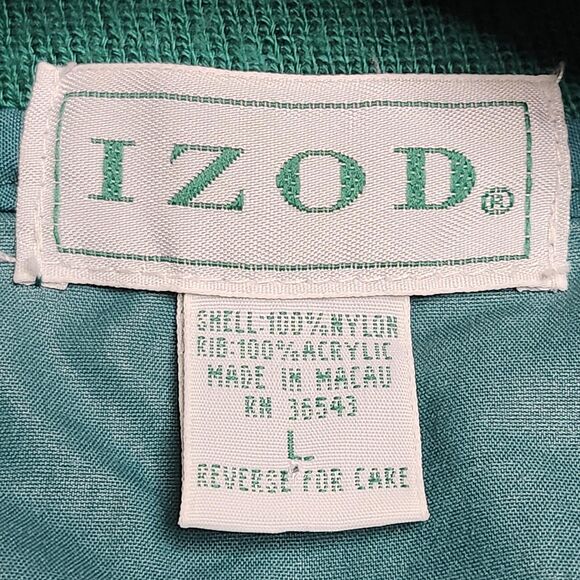 IZOD®
SHELL:100%NYLON
RIB:100%ACRYLIC
MADE IN MACAU
RN 36543
L
REVERSE FOR CARE